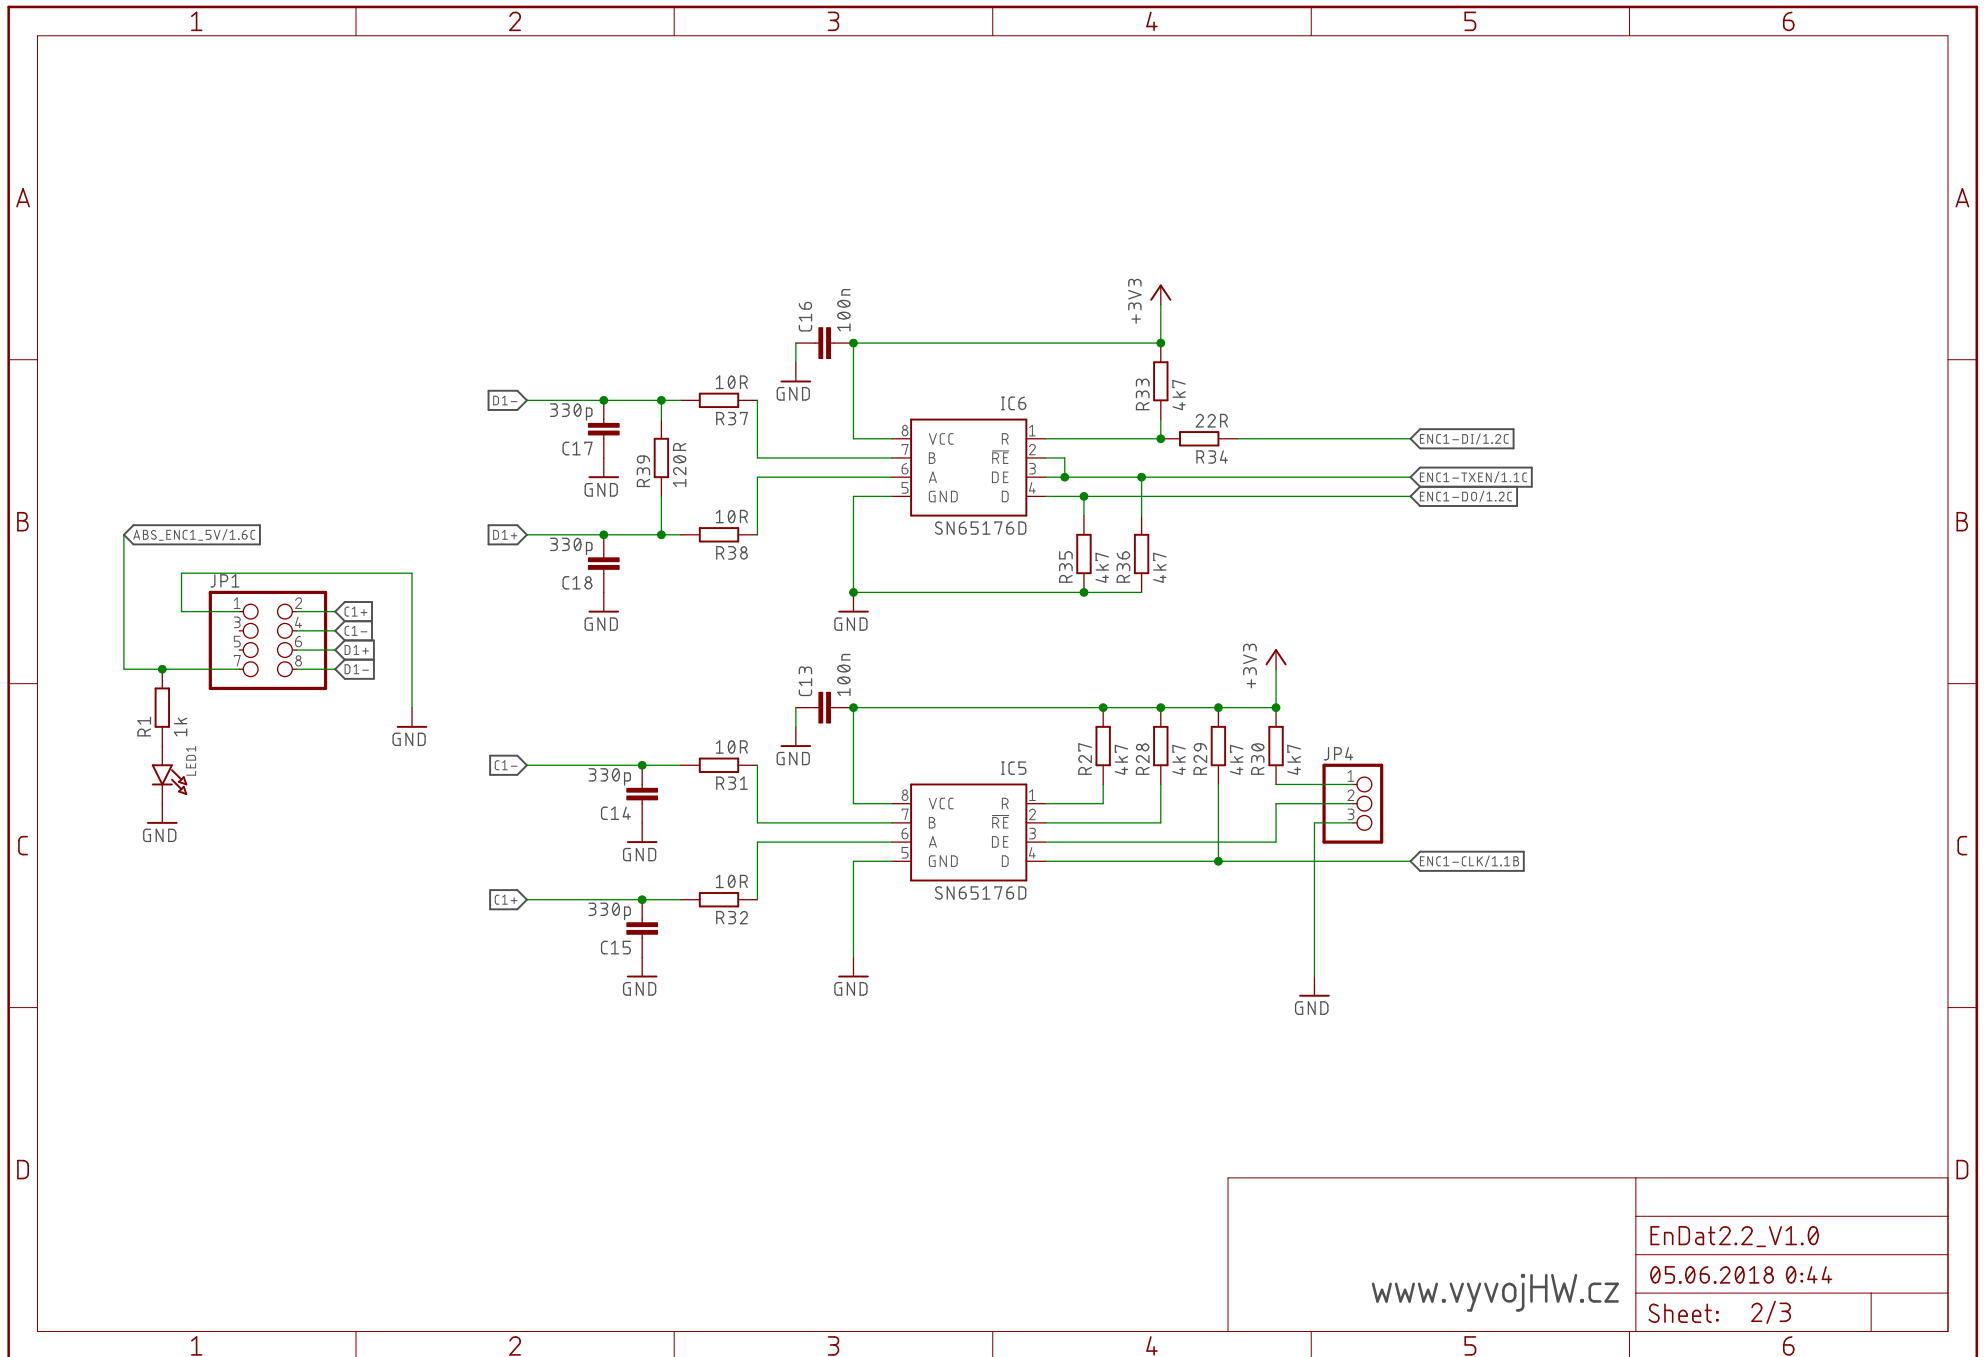 1 2 3 4 5 6
A A
B B
C C
D D
C16
100n
GND
+3V3
R33
4k7
D1-
330p
C17
GND
R39
120R
10R
R37
IC6
8 VCC R 1
7 B RE 2
6 A DE 3
5 GND D 4
SN65176D
22R
R34
ENC1-DI/1.2C
ENC1-TXEN/1.1C
ENC1-DO/1.2C
D1+
330p
C18
GND
10R
R38
R35
4k7
R36
4k7
GND
ABS_ENC1_5V/1.6C
JP1
1 2 C1+
3 4 C1-
5 6 D1+
7 8 D1-
R1
1k
LED1
GND
GND
C13
100n
GND
+3V3
R27
4k7
R28
4k7
R29
4k7
R30
4k7
JP4
1
2
3
C1-
330p
C14
GND
10R
R31
IC5
8 VCC R 1
7 B RE 2
6 A DE 3
5 GND D 4
SN65176D
ENC1-CLK/1.1B
C1+
330p
C15
GND
10R
R32
GND
GND
EnDat2.2_V1.0
05.06.2018 0:44
www.vyvojHW.cz
Sheet: 2/3
1 2 3 4 5 6